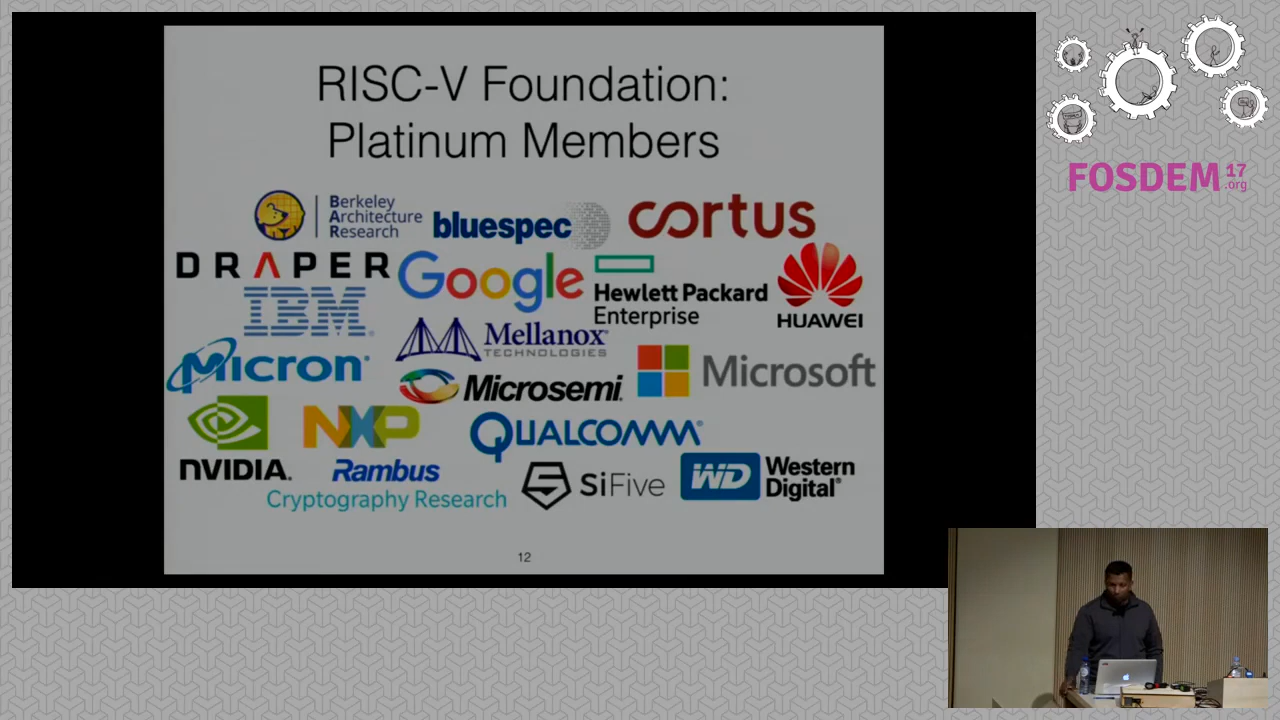 RISC-V Foundation:
Platinum Members
Berkeley
Architecture
Research
bluespec
cortus
DRAPER
Google
Hewlett Packard
Enterprise
HUAWEI
IBM
Mellanox
TECHNOLOGIES
Micron
Microsemi
Microsoft
NVIDIA
NXP
QUALCOMM
Rambus
Cryptography Research
SiFive
WD
Western
Digital
12
FOSDEM 17
.org